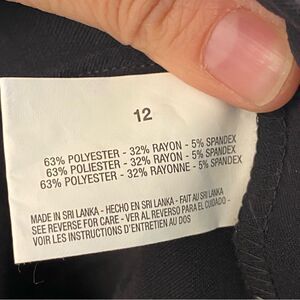 12
63% POLYESTER - 32% RAYON - 5% SPANDEX
63% POLIESTER - 32% RAYON - 5% SPANDEX
63% POLYESTER - 32% RAYONNE - 5% SPANDEX
MADE IN SRI LANKA - HECHO EN SRI LANKA - FAIT AU SRI LANKA
SEE REVERSE FOR CARE - VER AL REVERSO PARA EL CUIDADO -
VOIR LES INSTRUCTIONS D'ENTRETIEN AU DOS